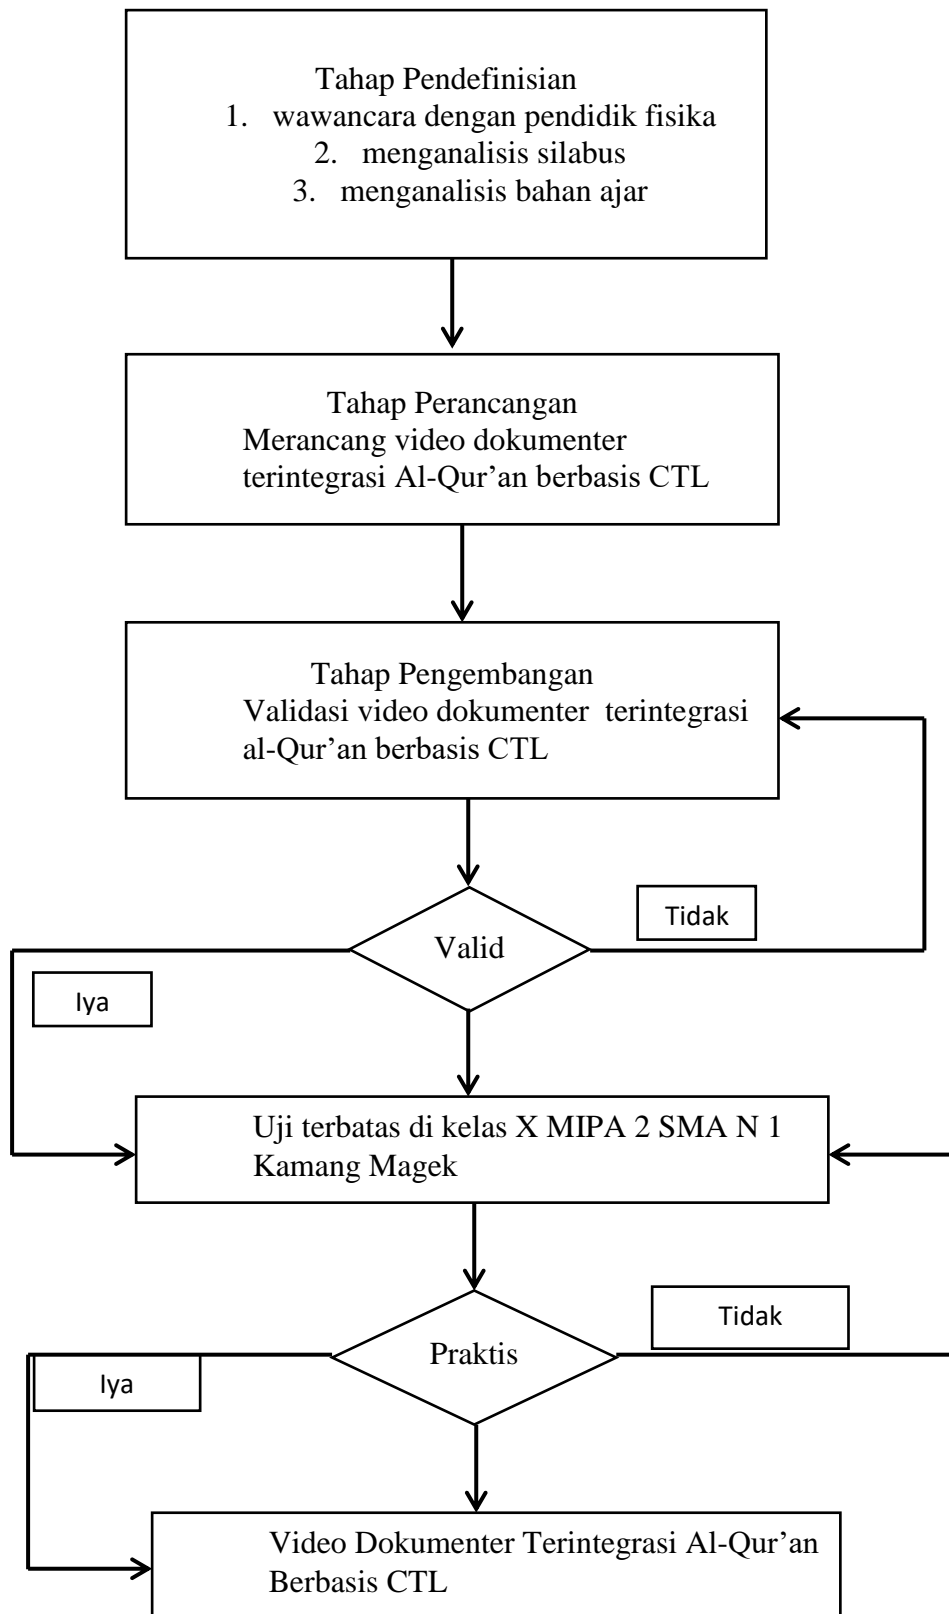 Tahap Pendefinisian
1. wawancara dengan pendidik fisika
2. menganalisis silabus
3. menganalisis bahan ajar
Tahap Perancangan
Merancang video dokumenter
terintegrasi Al-Qur’an berbasis CTL
Tahap Pengembangan
Validasi video dokumenter terintegrasi
al-Qur’an berbasis CTL
Tidak
Valid
Iya
Uji terbatas di kelas X MIPA 2 SMA N 1
Kamang Magek
Tidak
Praktis
Iya
Video Dokumenter Terintegrasi Al-Qur’an
Berbasis CTL